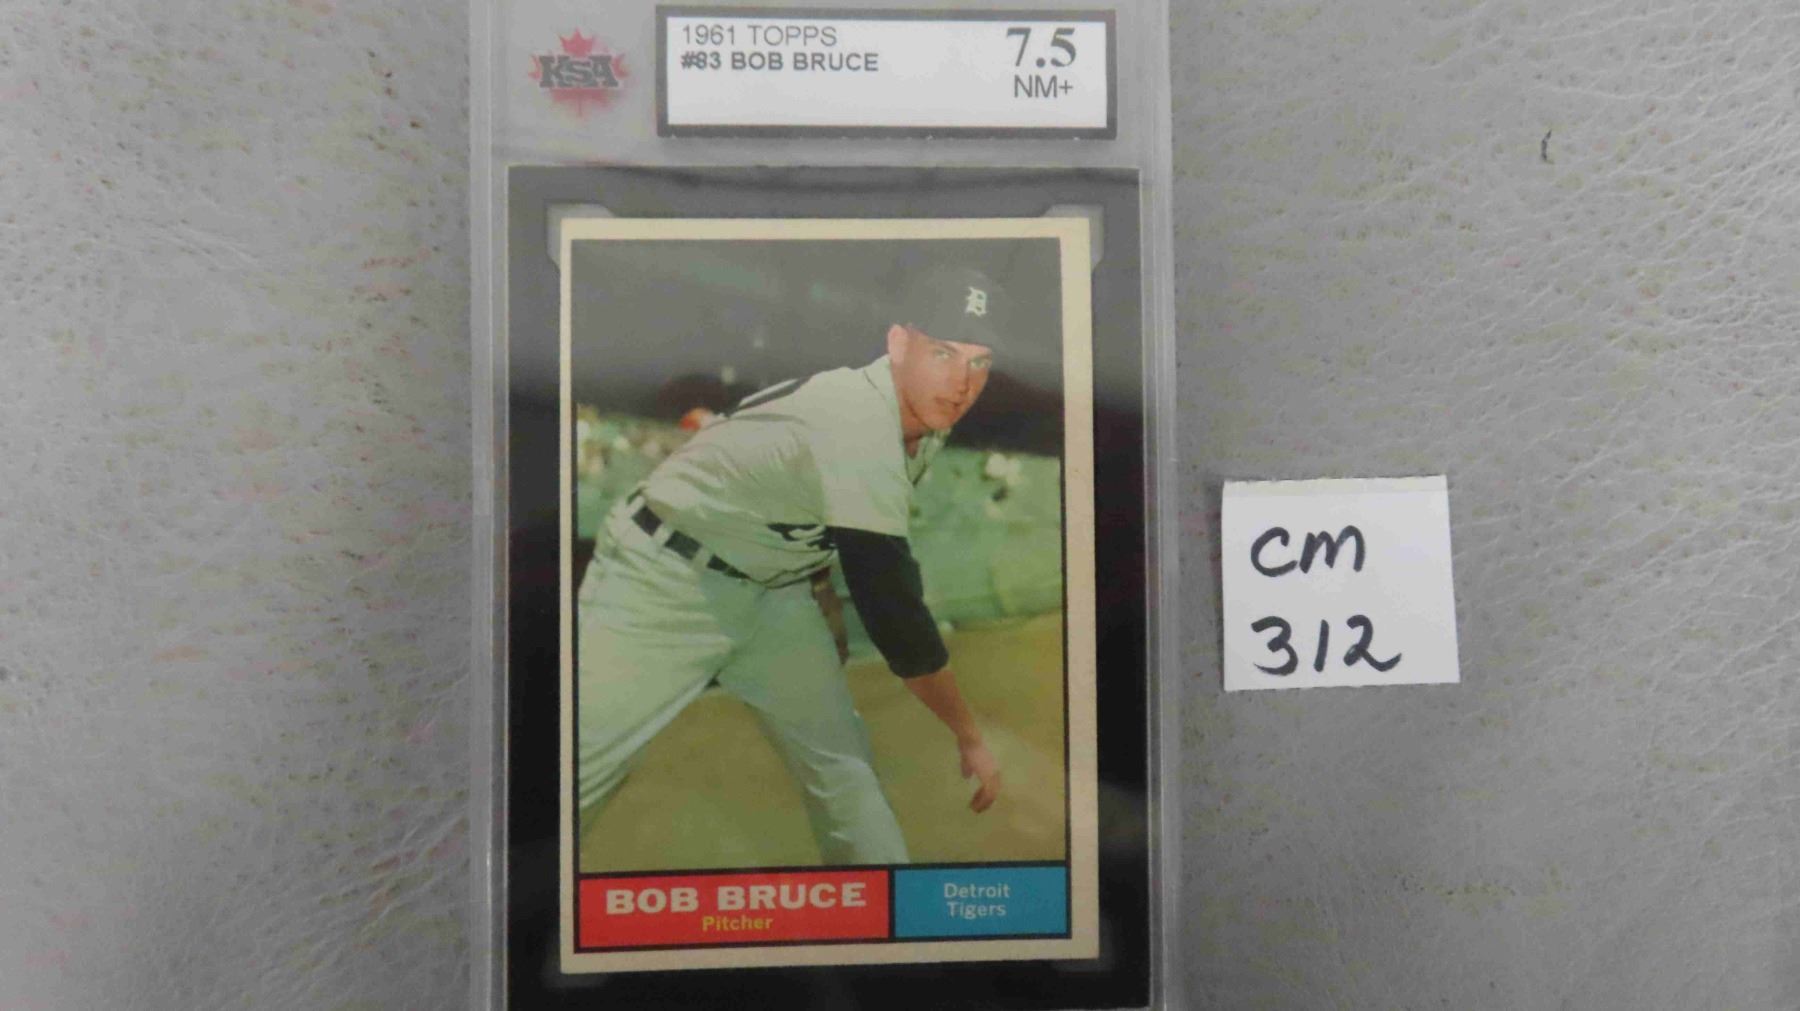 KSA
1961 TOPPS
#83 BOB BRUCE
7.5
NM+
D
BOB BRUCE
Pitcher
Detroit
Tigers
CM
312